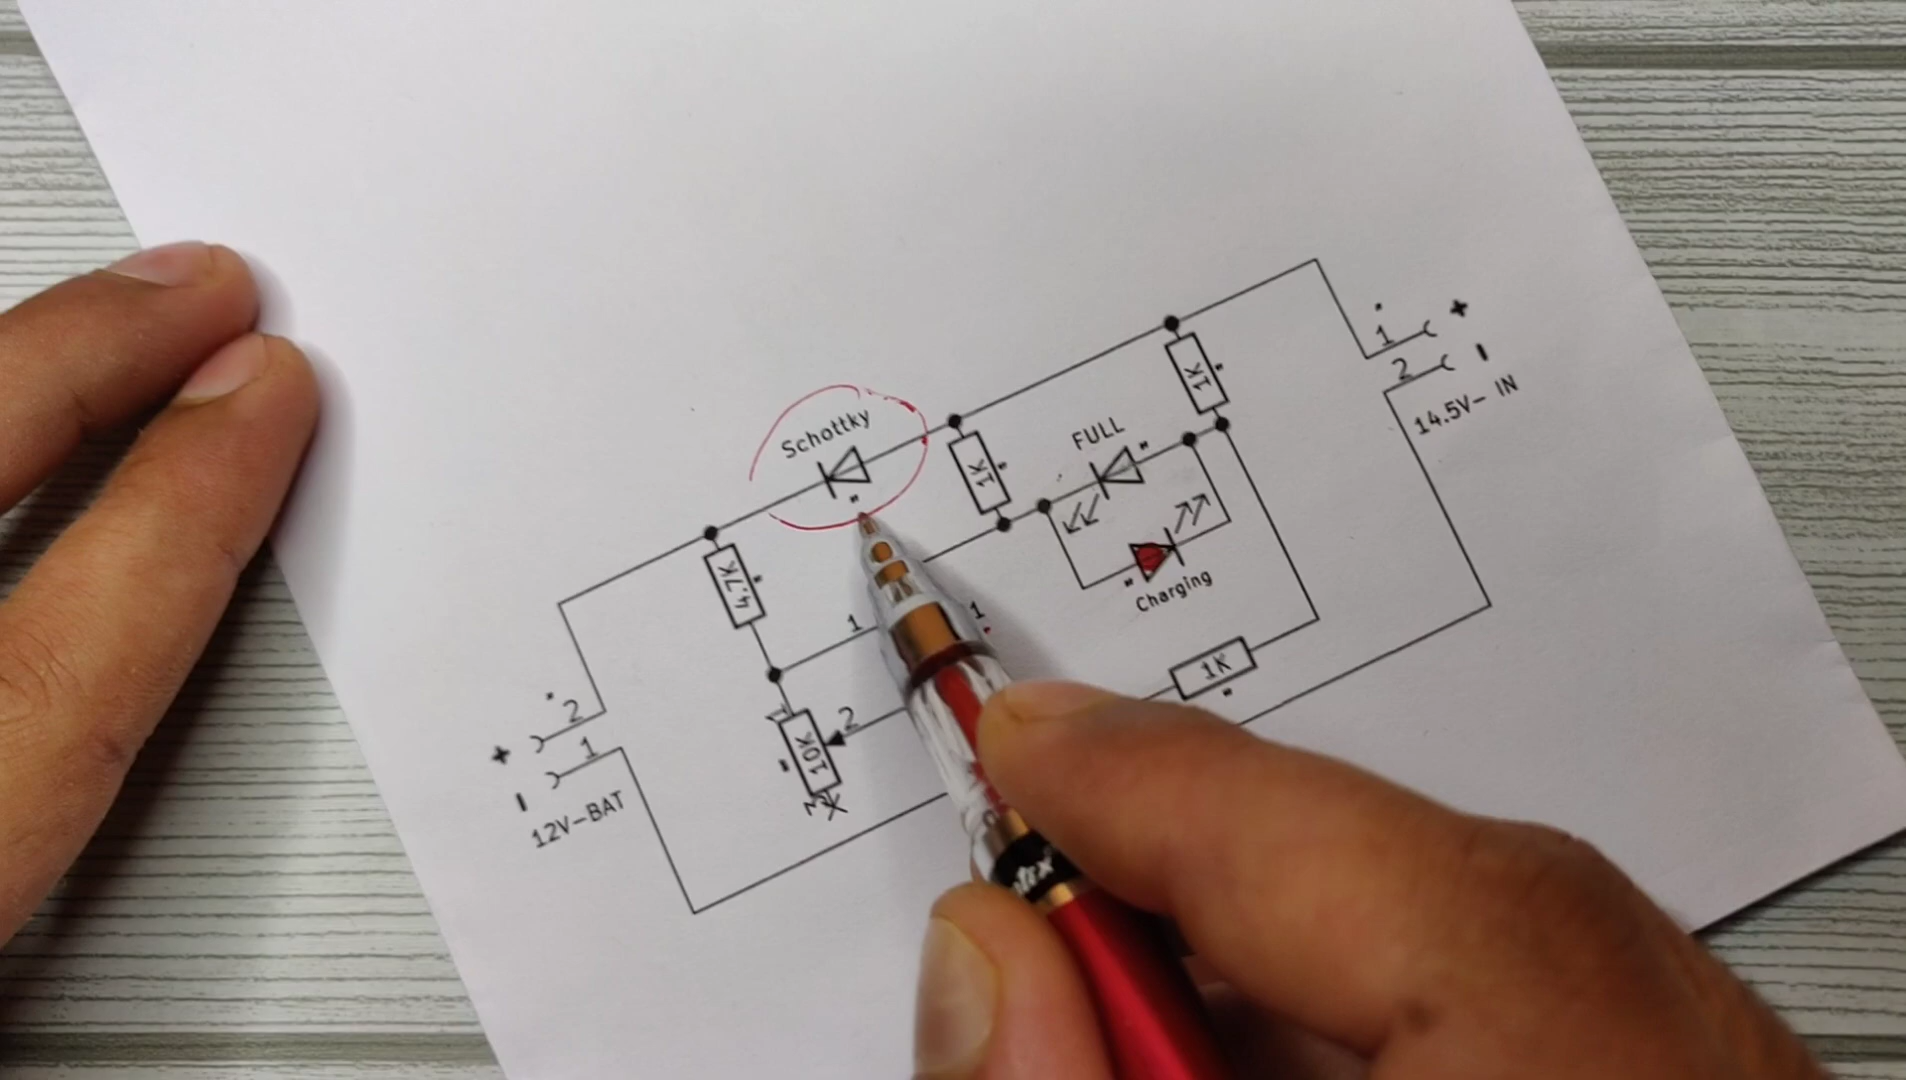 Schottky
1K
1K
FULL
Charging
1
+
2
-
14.5V- IN
4.7K
1
1
2
+
2
1
-
12V-BAT
10K
1K